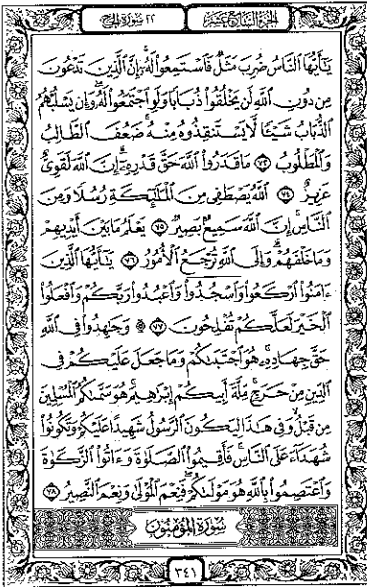 الجزء السابع عشر
٢٢ سورة الحج
يَـٰٓأَيُّهَا ٱلنَّاسُ ضُرِبَ مَثَلٌ فَٱسْتَمِعُوا۟ لَهُۥٓ ۚ إِنَّ ٱلَّذِينَ تَدْعُونَ
مِن دُونِ ٱللَّهِ لَن يَخْلُقُوا۟ ذُبَابًا وَلَوِ ٱجْتَمَعُوا۟ لَهُۥ ۖ وَإِن يَسْلُبْهُمُ
ٱلذُّبَابُ شَيْـًٔا لَّا يَسْتَنقِذُوهُ مِنْهُ ۚ ضَعُفَ ٱلطَّالِبُ
وَٱلْمَطْلُوبُ ٧٣ مَا قَدَرُوا۟ ٱللَّهَ حَقَّ قَدْرِهِۦٓ ۗ إِنَّ ٱللَّهَ لَقَوِىٌّ
عَزِيزٌ ٧٤ ٱللَّهُ يَصْطَفِى مِنَ ٱلْمَلَـٰٓئِكَةِ رُسُلًا وَمِنَ
ٱلنَّاسِ ۚ إِنَّ ٱللَّهَ سَمِيعٌۢ بَصِيرٌ ٧٥ يَعْلَمُ مَا بَيْنَ أَيْدِيهِمْ
وَمَا خَلْفَهُمْ ۗ وَإِلَى ٱللَّهِ تُرْجَعُ ٱلْأُمُورُ ٧٦ يَـٰٓأَيُّهَا ٱلَّذِينَ
ءَامَنُوا۟ ٱرْكَعُوا۟ وَٱسْجُدُوا۟ وَٱعْبُدُوا۟ رَبَّكُمْ وَٱفْعَلُوا۟
ٱلْخَيْرَ لَعَلَّكُمْ تُفْلِحُونَ ۩ ٧٧ وَجَـٰهِدُوا۟ فِى ٱللَّهِ
حَقَّ جِهَادِهِۦ ۚ هُوَ ٱجْتَبَىٰكُمْ وَمَا جَعَلَ عَلَيْكُمْ فِى
ٱلدِّينِ مِنْ حَرَجٍ ۚ مِّلَّةَ أَبِيكُمْ إِبْرَٰهِيمَ ۚ هُوَ سَمَّىٰكُمُ ٱلْمُسْلِمِينَ
مِن قَبْلُ وَفِى هَـٰذَا لِيَكُونَ ٱلرَّسُولُ شَهِيدًا عَلَيْكُمْ وَتَكُونُوا۟
شُهَدَآءَ عَلَى ٱلنَّاسِ ۚ فَأَقِيمُوا۟ ٱلصَّلَوٰةَ وَءَاتُوا۟ ٱلزَّكَوٰةَ
وَٱعْتَصِمُوا۟ بِٱللَّهِ هُوَ مَوْلَىٰكُمْ ۖ فَنِعْمَ ٱلْمَوْلَىٰ وَنِعْمَ ٱلنَّصِيرُ ٧٨
سورة المؤمنون
٣٤١